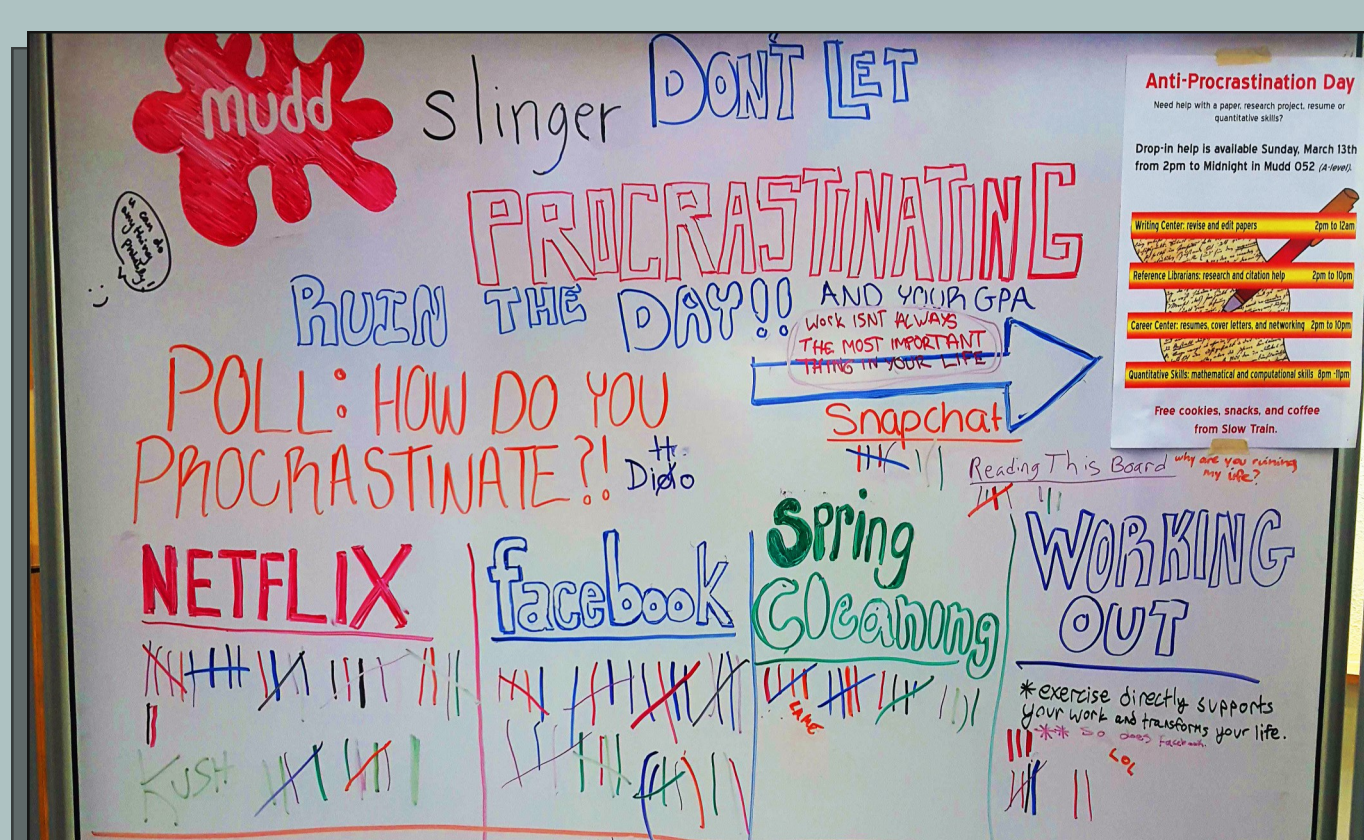 mudd slinger
DON'T LET
PROCRASTINATING
RUIN THE DAY!! AND YOUR GPA
"I can do
anything
Work ISNT ALWAYS
THE MOST IMPORTANT
THING IN YOUR LIFE
POLL: HOW DO YOU
PROCRASTINATE?!
Snapchat
Reading This Board
why are you ruining
my life?
NETFLIX
KUSH
facebook
Spring
Cleaning
LAME
WORKING
OUT
*exercise directly supports
your work and transforms your life.
** So does facebook.
LOL
Anti-Procrastination Day
Need help with a paper, research project, resume or
quantitative skills?
Drop-in help is available Sunday, March 13th
from 2pm to Midnight in Mudd 052 (A-level).
Writing Center: revise and edit papers 2pm to 12am
Reference Librarians: research and citation help 2pm to 10pm
Career Center: resumes, cover letters, and networking 2pm to 10pm
Quantitative Skills: mathematical and computational skills 8pm -11pm
Free cookies, snacks, and coffee
from Slow Train.